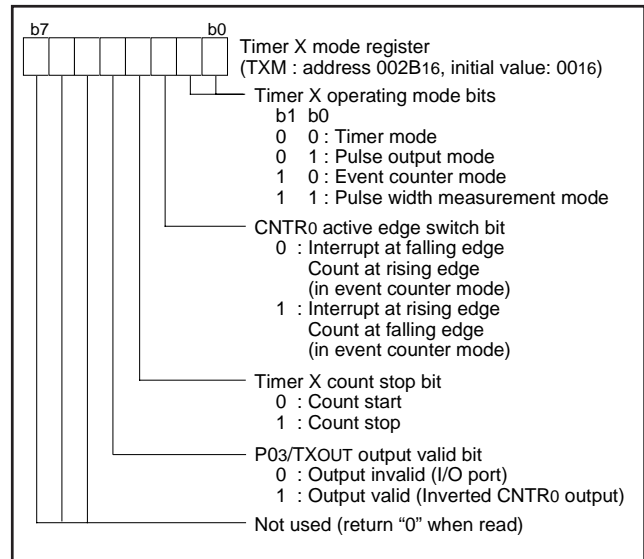 b7 b0
Timer X mode register
(TXM : address 002B16, initial value: 0016)
Timer X operating mode bits
b1 b0
0 0 : Timer mode
0 1 : Pulse output mode
1 0 : Event counter mode
1 1 : Pulse width measurement mode
CNTR0 active edge switch bit
0 : Interrupt at falling edge
Count at rising edge
(in event counter mode)
1 : Interrupt at rising edge
Count at falling edge
(in event counter mode)
Timer X count stop bit
0 : Count start
1 : Count stop
P03/TXOUT output valid bit
0 : Output invalid (I/O port)
1 : Output valid (Inverted CNTR0 output)
Not used (return “0” when read)